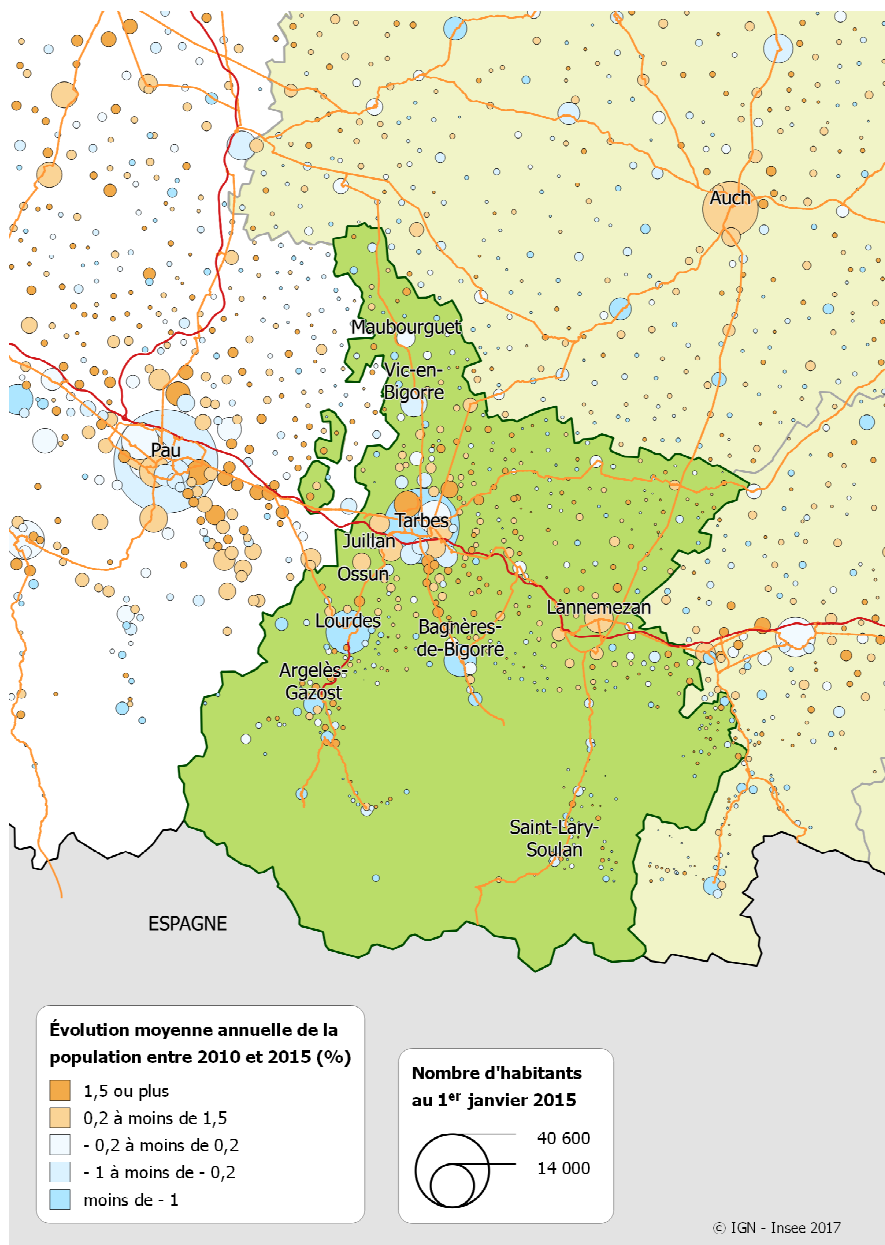 Auch
Maubourguet
Vic-en-
Bigorre
Pau
Tarbes
Juillan
Ossun
Lannemezan
Lourdes
Bagnères-
de-Bigorre
Argelès-
Gazost
Saint-Lary-
Soulan
ESPAGNE
Évolution moyenne annuelle de la
population entre 2010 et 2015 (%)
1,5 ou plus
0,2 à moins de 1,5
- 0,2 à moins de 0,2
- 1 à moins de - 0,2
moins de - 1
Nombre d'habitants
au 1er janvier 2015
40 600
14 000
© IGN - Insee 2017